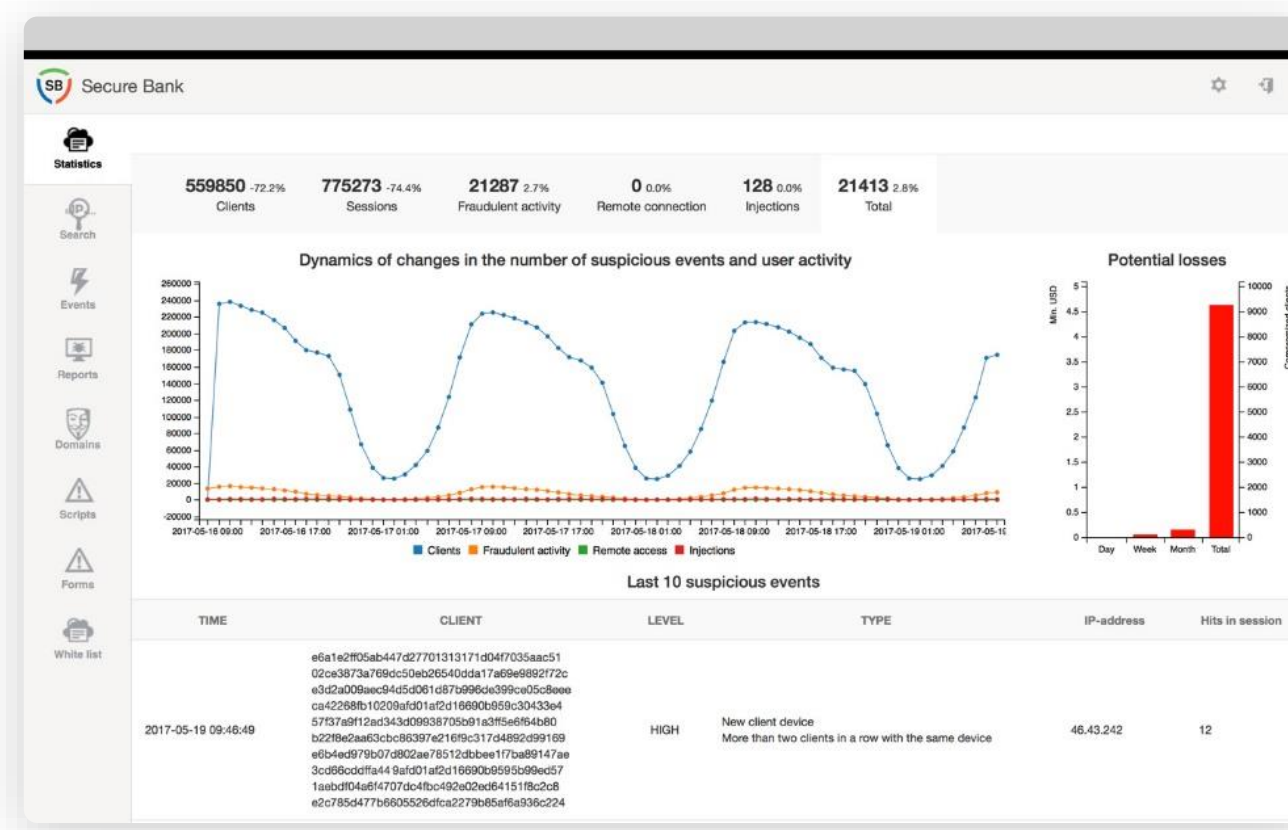 SB Secure Bank
Statistics
Search
Events
Reports
Domains
Scripts
Forms
White list
559850 -72.2%
Clients
775273 -74.4%
Sessions
21287 2.7%
Fraudulent activity
0 0.0%
Remote connection
128 0.0%
Injections
21413 2.8%
Total
Dynamics of changes in the number of suspicious events and user activity
260000
240000
220000
200000
180000
160000
140000
120000
100000
80000
60000
40000
20000
0
-20000
2017-05-16 09:00 2017-05-16 17:00 2017-05-17 01:00 2017-05-17 09:00 2017-05-17 17:00 2017-05-18 01:00 2017-05-18 09:00 2017-05-18 17:00 2017-05-19 01:00 2017-05-19
Clients Fraudulent activity Remote access Injections
Potential losses
Mln. USD
5
4.5
4
3.5
3
2.5
2
1.5
1
0.5
0
10000
9000
8000
7000
6000
5000
4000
3000
2000
1000
0
Day Week Month Total
Last 10 suspicious events
TIME CLIENT LEVEL TYPE IP-address Hits in session
2017-05-19 09:46:49
e6a1e2ff05ab447d27701313171d04f7035aac51
02ce3873a769dc50eb26540dda17a69e9892f72c
e3d2a009aec94d5d061d87b996de399ce05c8eee
ca42268fb10209afd01af2d16690b959c30433e4
57f37a9f12ad343d09938705b91a3ff5e6f64b80
b22f8e2aa63cbc86397e216f9c317d4892d99169
e6b4ed979b07d802ae78512dbbee1f7ba89147ae
3cd66cddffa44 9afd01af2d16690b9595b99ed57
1aebdf04a6f4707dc4fbc492e02ed64151f8c2c8
e2c785d477b6605526dfca2279b85af6a936c224
HIGH
New client device
More than two clients in a row with the same device
46.43.242
12